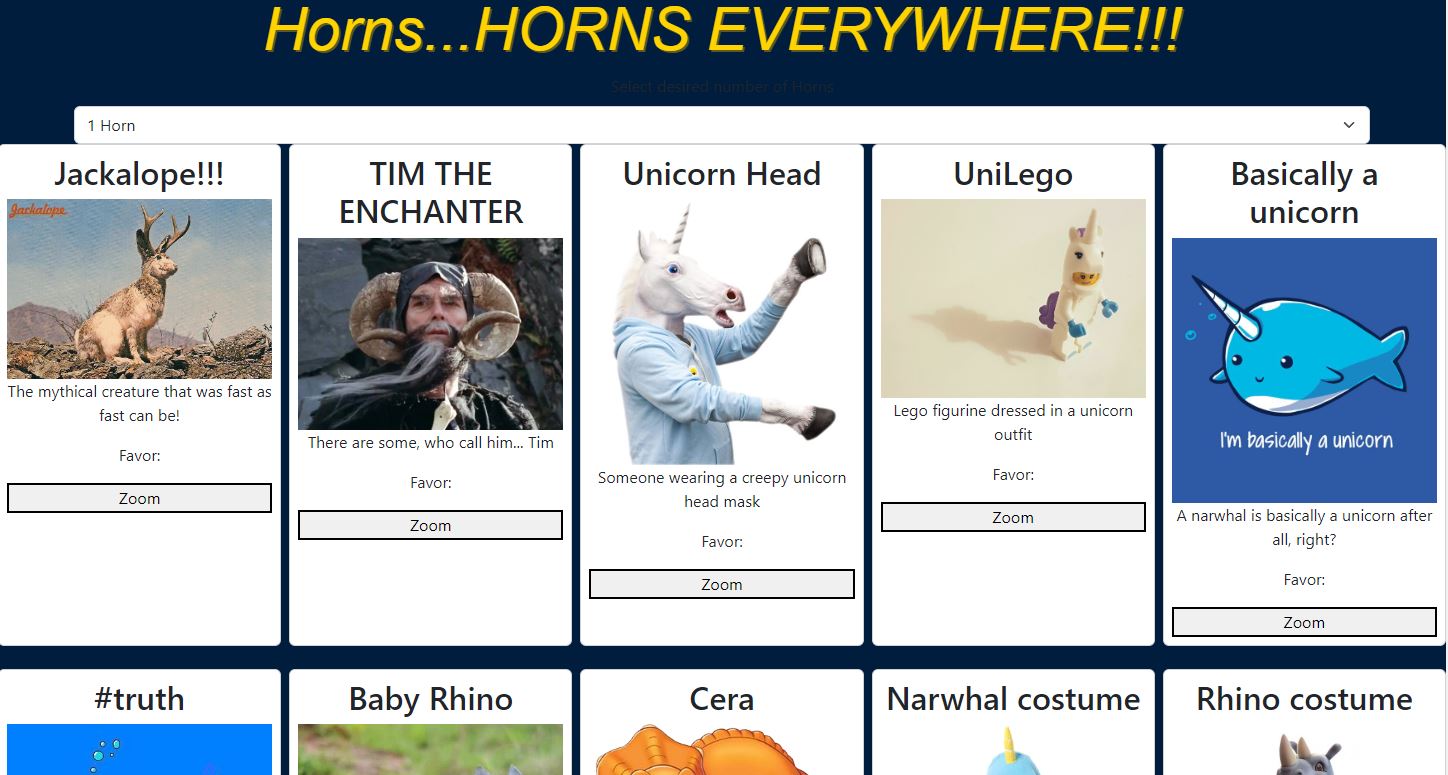 Horns...HORNS EVERYWHERE!!!
Select desired number of Horns
1 Horn
Jackalope!!!
Jackalope
The mythical creature that was fast as
fast can be!
Favor:
Zoom
TIM THE
ENCHANTER
There are some, who call him... Tim
Favor:
Zoom
Unicorn Head
Someone wearing a creepy unicorn
head mask
Favor:
Zoom
UniLego
Lego figurine dressed in a unicorn
outfit
Favor:
Zoom
Basically a
unicorn
I'm basically a unicorn
A narwhal is basically a unicorn after
all, right?
Favor:
Zoom
#truth
Baby Rhino
Cera
Narwhal costume
Rhino costume